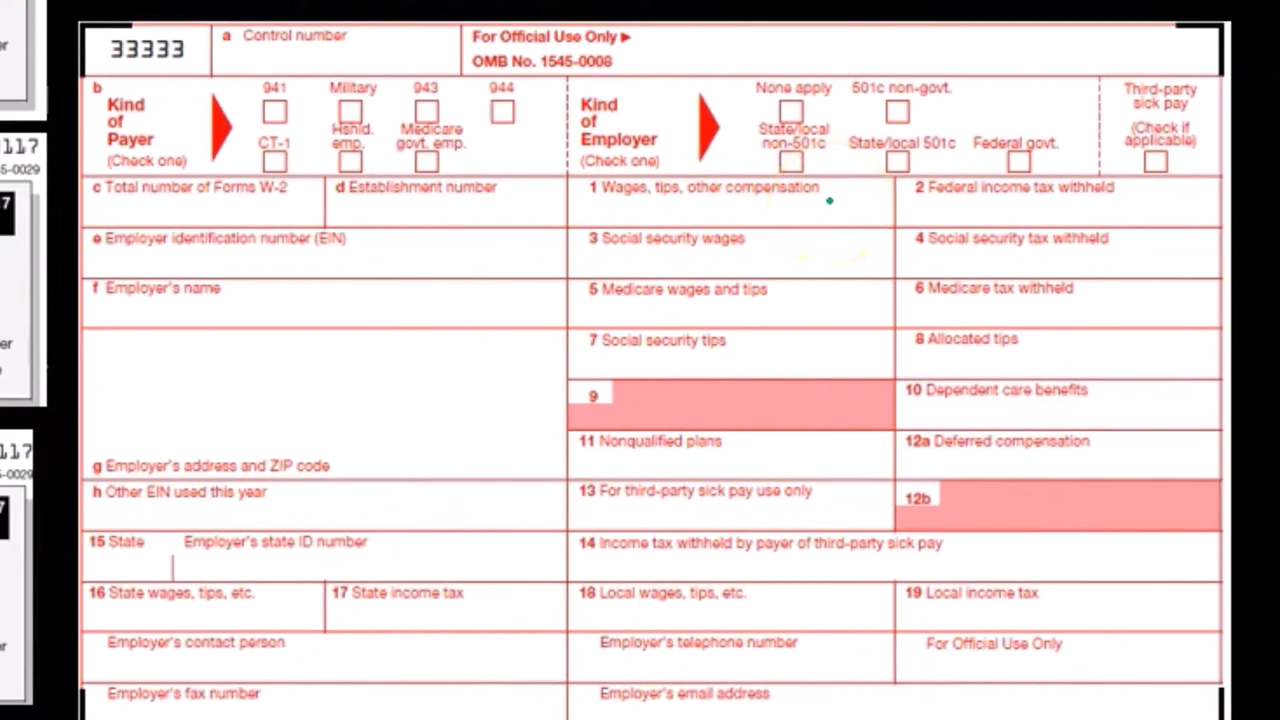 33333
a Control number
For Official Use Only ▶
OMB No. 1545-0008
b
Kind of Payer (Check one)
941 Military 943 944
CT-1 Hshld. emp. Medicare govt. emp.
Kind of Employer (Check one)
None apply 501c non-govt.
State/local non-501c State/local 501c Federal govt.
Third-party sick pay (Check if applicable)
c Total number of Forms W-2
d Establishment number
1 Wages, tips, other compensation
2 Federal income tax withheld
e Employer identification number (EIN)
3 Social security wages
4 Social security tax withheld
f Employer's name
5 Medicare wages and tips
6 Medicare tax withheld
7 Social security tips
8 Allocated tips
9
10 Dependent care benefits
11 Nonqualified plans
12a Deferred compensation
g Employer's address and ZIP code
h Other EIN used this year
13 For third-party sick pay use only
12b
15 State Employer's state ID number
14 Income tax withheld by payer of third-party sick pay
16 State wages, tips, etc.
17 State income tax
18 Local wages, tips, etc.
19 Local income tax
Employer's contact person
Employer's telephone number
For Official Use Only
Employer's fax number
Employer's email address